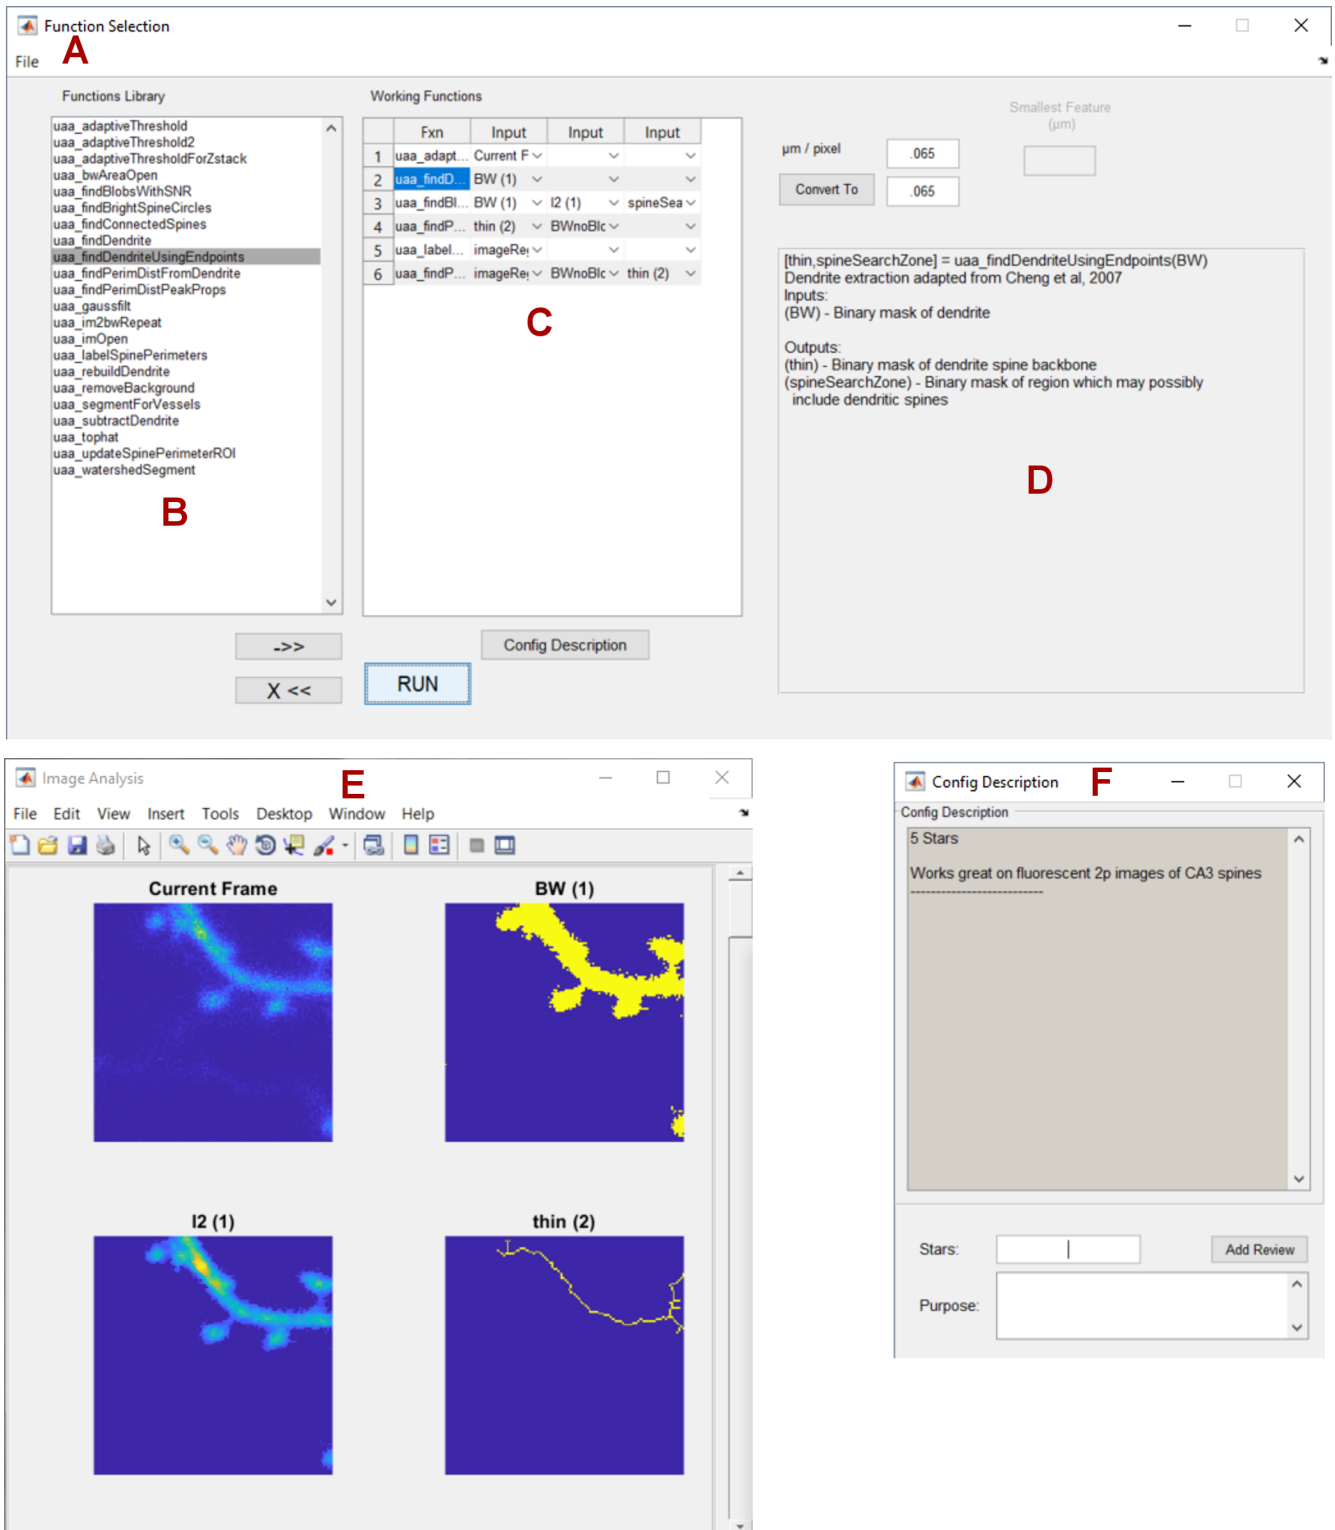 Function Selection
A
File
Functions Library
uaa_adaptiveThreshold
uaa_adaptiveThreshold2
uaa_adaptiveThresholdForZstack
uaa_bwAreaOpen
uaa_findBlobsWithSNR
uaa_findBrightSpineCircles
uaa_findConnectedSpines
uaa_findDendrite
uaa_findDendriteUsingEndpoints
uaa_findPerimDistFromDendrite
uaa_findPerimDistPeakProps
uaa_gaussfilt
uaa_im2bwRepeat
uaa_imOpen
uaa_labelSpinePerimeters
uaa_rebuildDendrite
uaa_removeBackground
uaa_segmentForVessels
uaa_subtractDendrite
uaa_tophat
uaa_updateSpinePerimeterROI
uaa_watershedSegment
B
->>
X <<
Working Functions
Fxn Input Input Input
1 uaa_adapt... Current F
2 uaa_findD... BW (1)
3 uaa_findBl... BW (1) I2 (1) spineSea
4 uaa_findP... thin (2) BWnoBlc
5 uaa_label... imageReg
6 uaa_findP... imageReg BWnoBlc thin (2)
C
Config Description
RUN
Smallest Feature
(µm)
µm / pixel .065
Convert To .065
[thin,spineSearchZone] = uaa_findDendriteUsingEndpoints(BW)
Dendrite extraction adapted from Cheng et al, 2007
Inputs:
(BW) - Binary mask of dendrite
Outputs:
(thin) - Binary mask of dendrite spine backbone
(spineSearchZone) - Binary mask of region which may possibly
include dendritic spines
D
Image Analysis
E
File Edit View Insert Tools Desktop Window Help
Current Frame
BW (1)
I2 (1)
thin (2)
Config Description
F
Config Description
5 Stars
Works great on fluorescent 2p images of CA3 spines
--------------------------
Stars:
Add Review
Purpose: